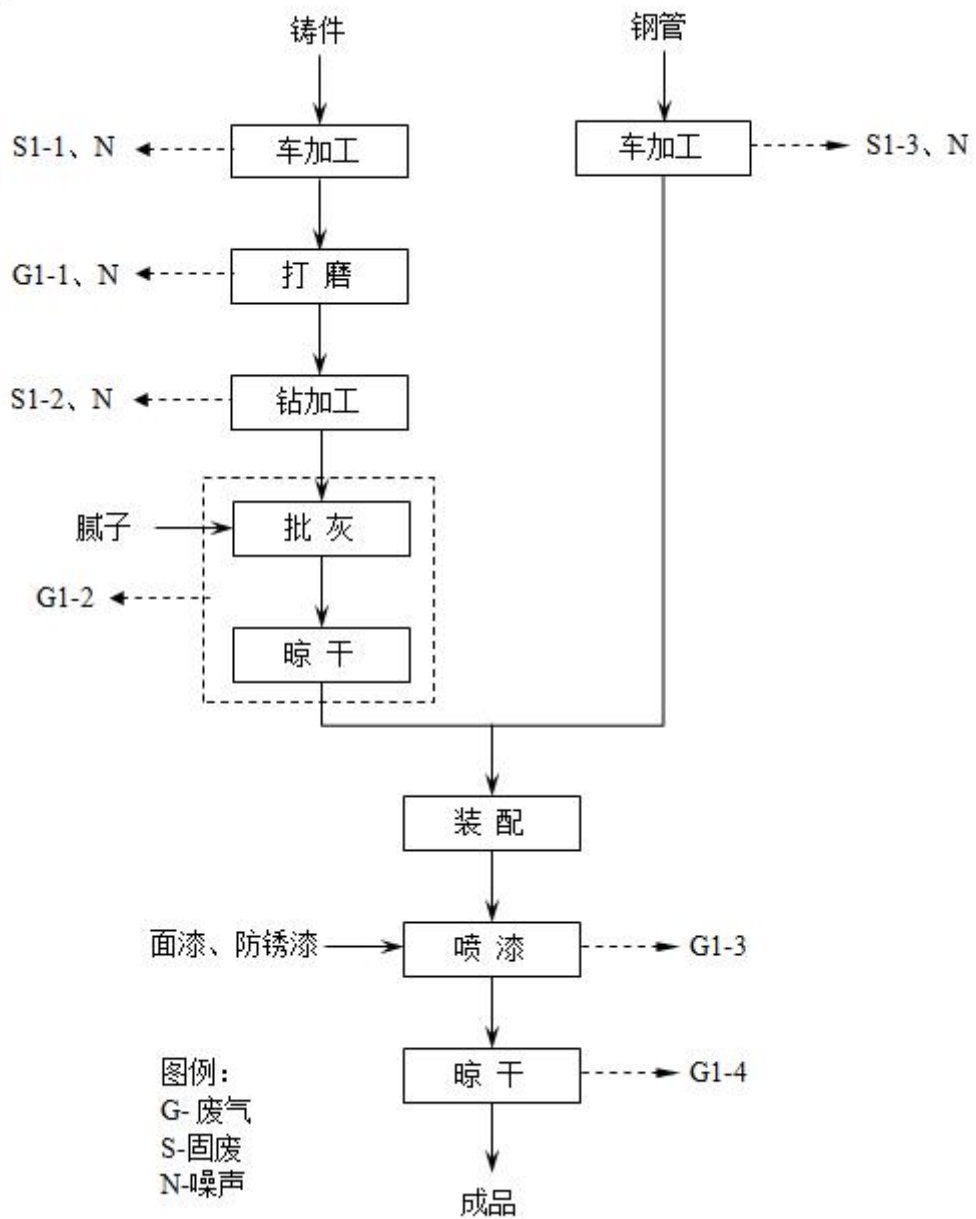 铸件
钢管
S1-1、N
车加工
车加工
S1-3、N
G1-1、N
打 磨
S1-2、N
钻加工
腻子
批 灰
G1-2
晾 干
装 配
面漆、防锈漆
喷 漆
G1-3
晾 干
G1-4
图例：
G- 废气
S-固废
N-噪声
成品